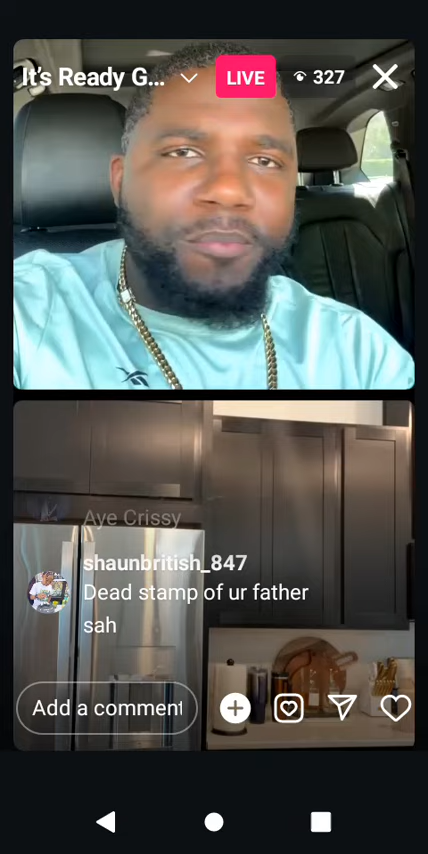 It's Ready G...
LIVE
327
Aye Crissy
shaunbritish_847
Dead stamp of ur father
sah
Add a comment